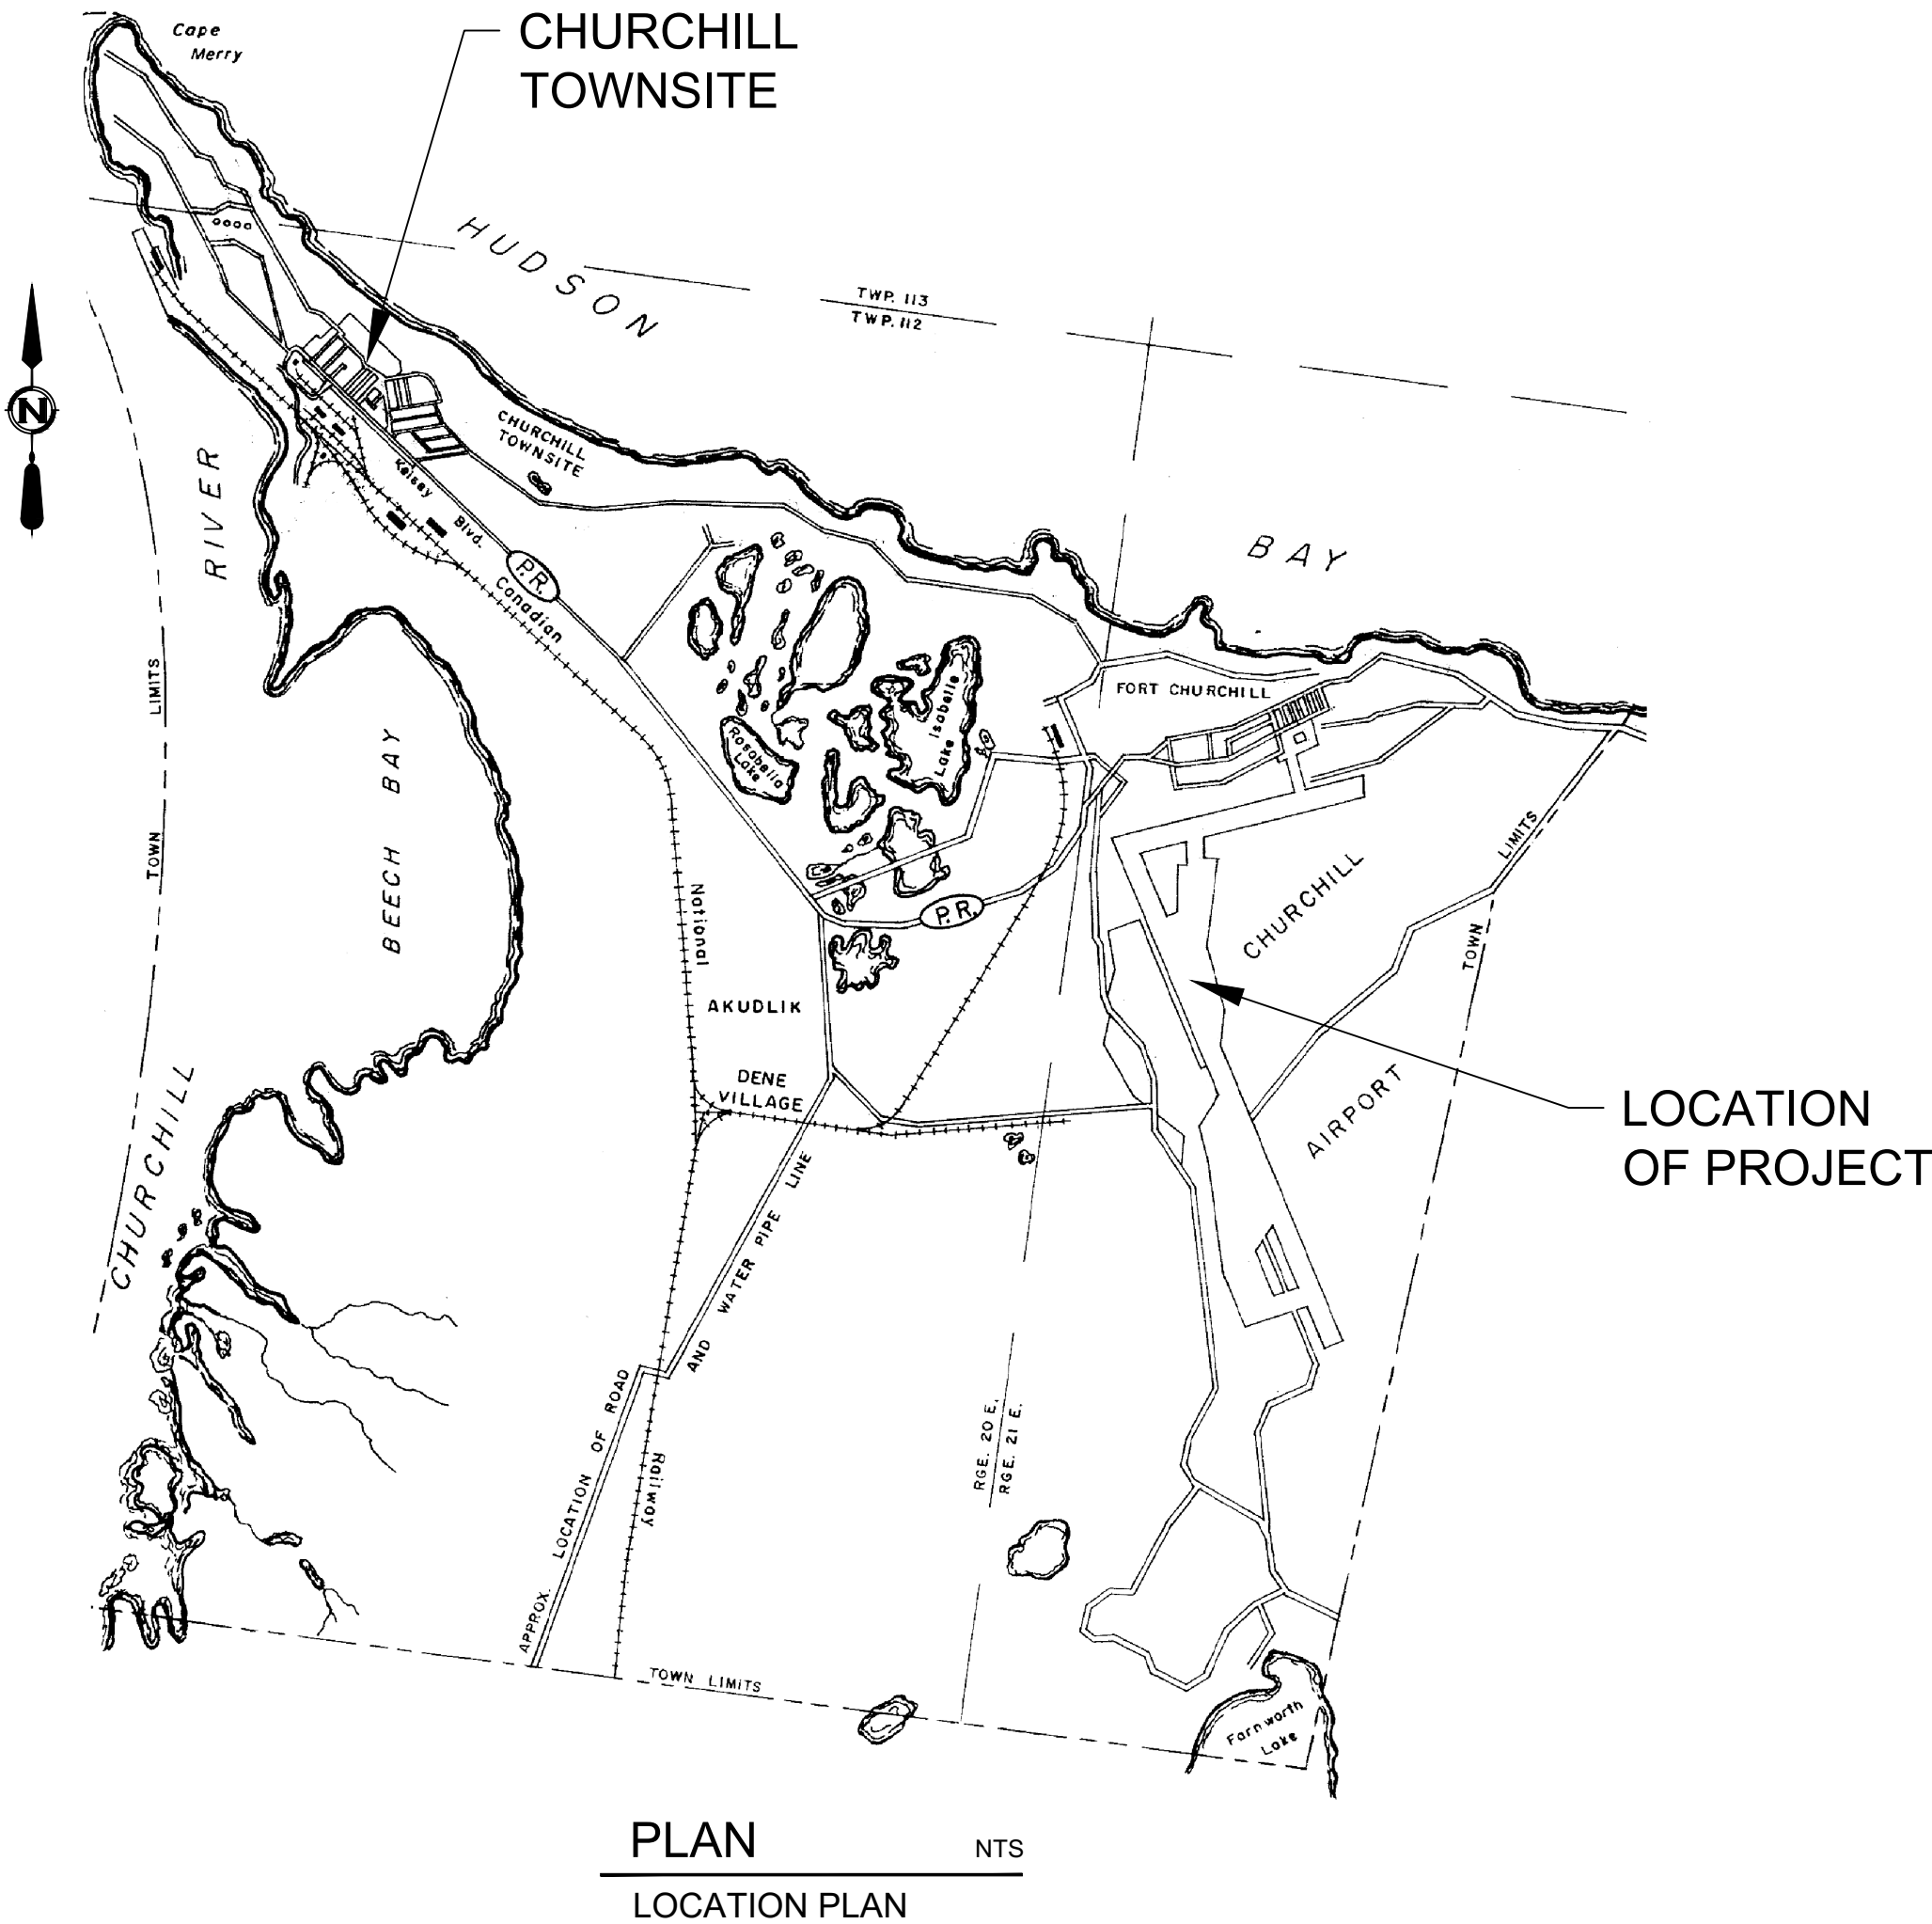 Cape
Merry
CHURCHILL
TOWNSITE
HUDSON
TWP. 113
TWP. 112
N
CHURCHILL
TOWNSITE
RIVER
Kelsey
Blvd.
P.R.
Canadian
BAY
TOWN LIMITS
FORT CHURCHILL
Isabelle
Lake
Rosabella
Lake
BEECH BAY
LIMITS
TOWN
CHURCHILL
P.R.
National
AKUDLIK
DENE
VILLAGE
AIRPORT
LOCATION
OF PROJECT
CHURCHILL
APPROX. LOCATION OF ROAD
AND WATER PIPE LINE
Railway
RGE. 20 E.
RGE. 21 E.
TOWN LIMITS
Farnworth
Lake
PLAN NTS
LOCATION PLAN